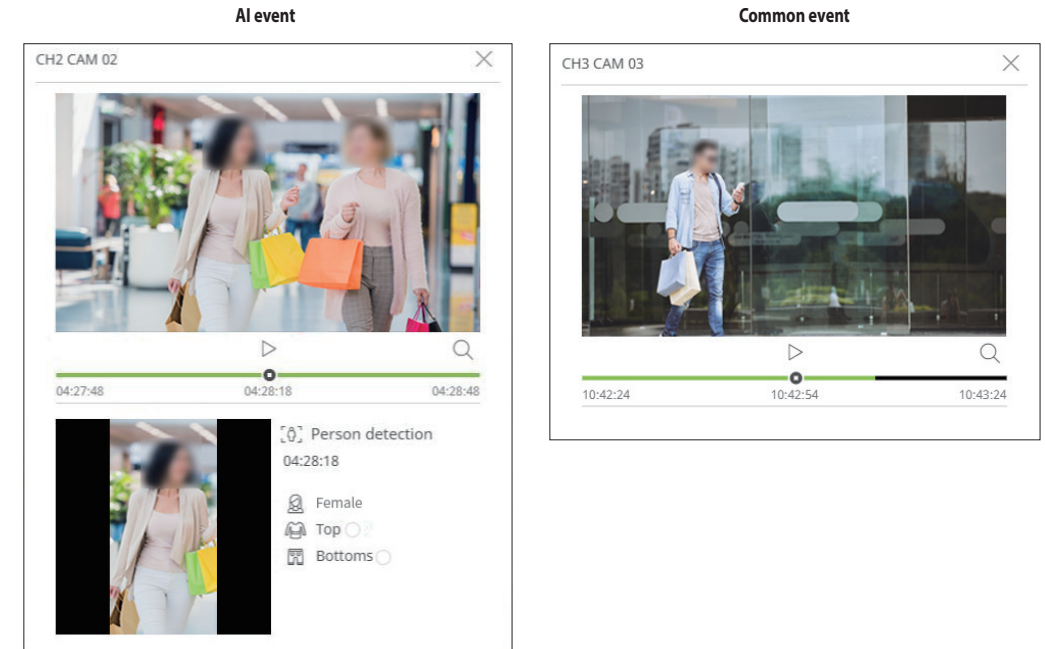 AI event
CH2 CAM 02
04:27:48 04:28:18 04:28:48
Person detection
04:28:18
Female
Top
Bottoms
Common event
CH3 CAM 03
10:42:24 10:42:54 10:43:24